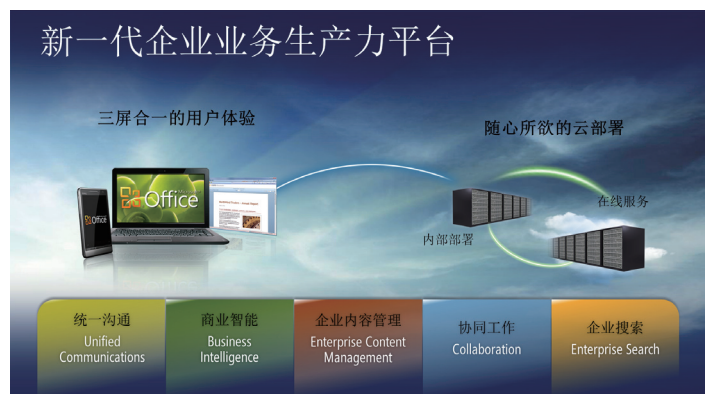 新一代企业业务生产力平台
三屏合一的用户体验
随心所欲的云部署
Office
Office
在线服务
内部部署
统一沟通
Unified
Communications
商业智能
Business
Intelligence
企业内容管理
Enterprise Content
Management
协同工作
Collaboration
企业搜索
Enterprise Search